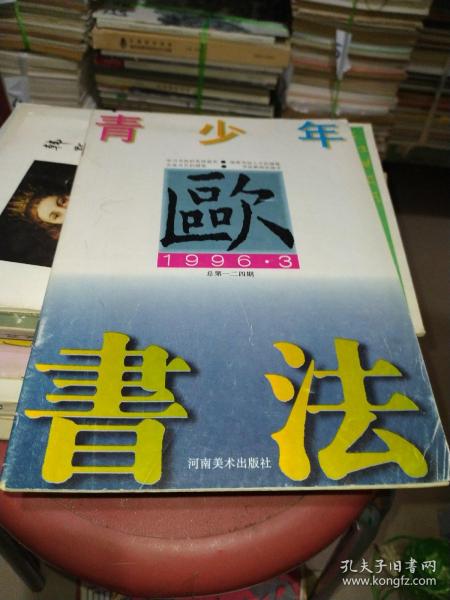 青少年
歐
1996·3
总第一二四期
書法
河南美术出版社
孔夫子旧书网
www.kongfz.com